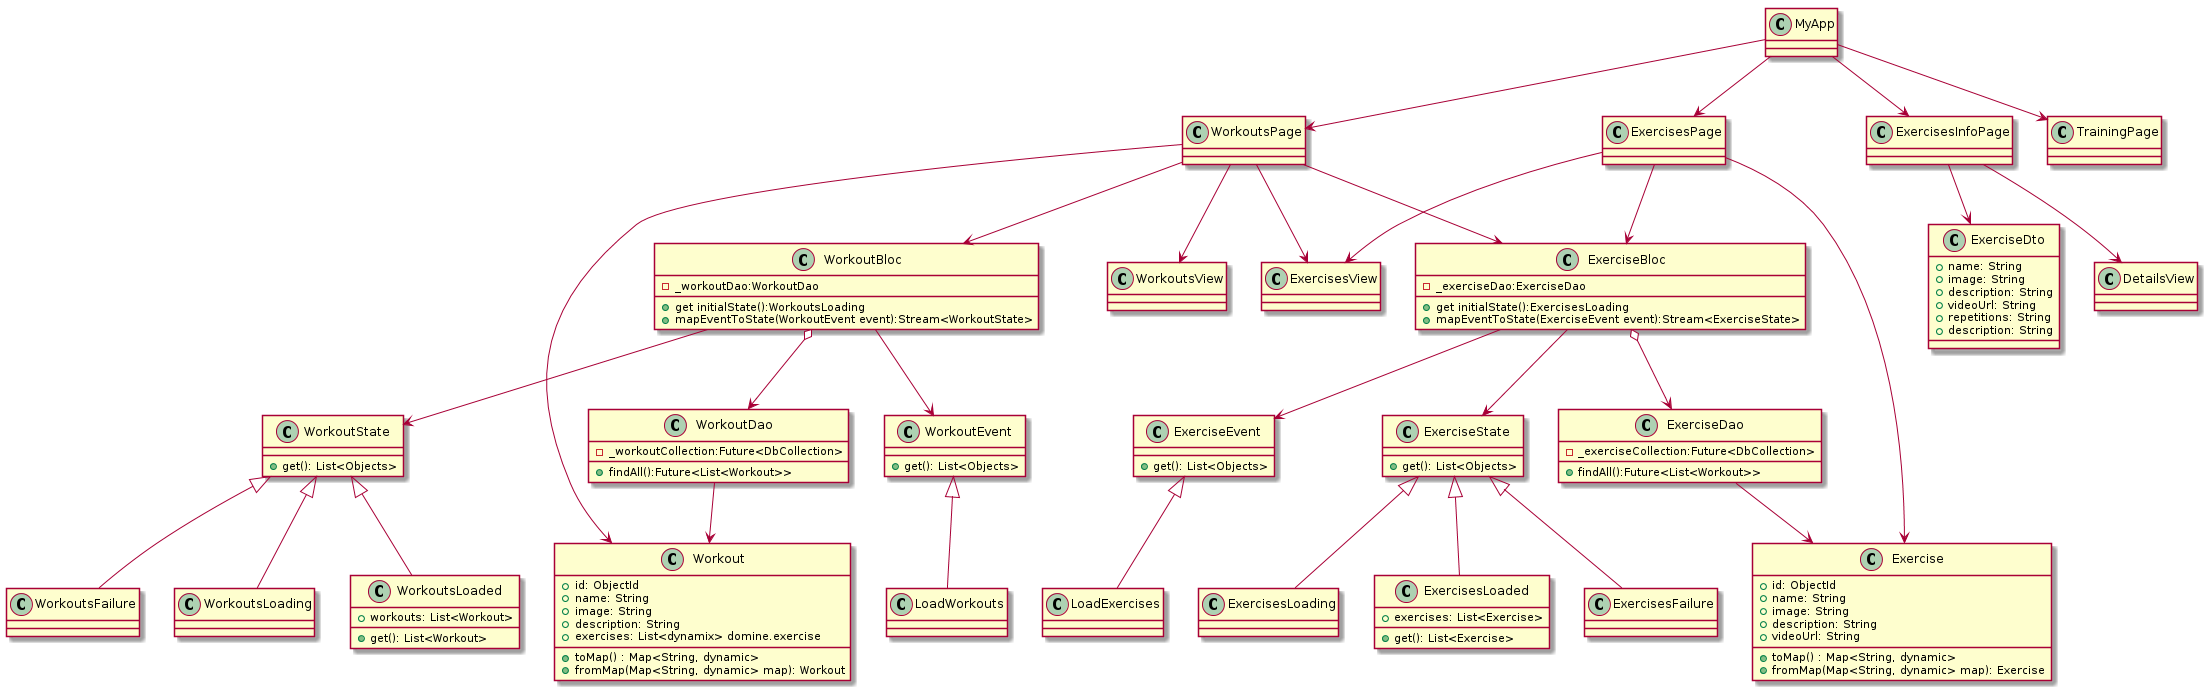 C MyApp
C WorkoutsPage
C ExercisesPage
C ExercisesInfoPage
C TrainingPage
C WorkoutBloc
_workoutDao:WorkoutDao
get initialState():WorkoutsLoading
mapEventToState(WorkoutEvent event):Stream<WorkoutState>
C WorkoutsView
C ExercisesView
C ExerciseBloc
_exerciseDao:ExerciseDao
get initialState():ExercisesLoading
mapEventToState(ExerciseEvent event):Stream<ExerciseState>
C ExerciseDto
name: String
image: String
description: String
videoUrl: String
repetitions: String
description: String
C DetailsView
C WorkoutState
get(): List<Objects>
C WorkoutDao
_workoutCollection:Future<DbCollection>
findAll():Future<List<Workout>>
C WorkoutEvent
get(): List<Objects>
C ExerciseEvent
get(): List<Objects>
C ExerciseState
get(): List<Objects>
C ExerciseDao
_exerciseCollection:Future<DbCollection>
findAll():Future<List<Workout>>
C WorkoutsFailure
C WorkoutsLoading
C WorkoutsLoaded
workouts: List<Workout>
get(): List<Workout>
C Workout
id: ObjectId
name: String
image: String
description: String
exercises: List<dynamix> domine.exercise
toMap() : Map<String, dynamic>
fromMap(Map<String, dynamic> map): Workout
C LoadWorkouts
C LoadExercises
C ExercisesLoading
C ExercisesLoaded
exercises: List<Exercise>
get(): List<Exercise>
C ExercisesFailure
C Exercise
id: ObjectId
name: String
image: String
description: String
videoUrl: String
toMap() : Map<String, dynamic>
fromMap(Map<String, dynamic> map): Exercise